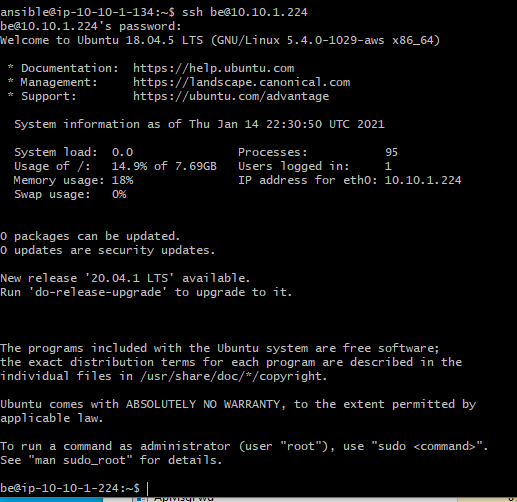 ansible@ip-10-10-1-134:~$ ssh be@10.10.1.224
be@10.10.1.224's password:
Welcome to Ubuntu 18.04.5 LTS (GNU/Linux 5.4.0-1029-aws x86_64)

 * Documentation:  https://help.ubuntu.com
 * Management:     https://landscape.canonical.com
 * Support:        https://ubuntu.com/advantage

  System information as of Thu Jan 14 22:30:50 UTC 2021

  System load:  0.0               Processes:           95
  Usage of /:   14.9% of 7.69GB   Users logged in:     1
  Memory usage: 18%               IP address for eth0: 10.10.1.224
  Swap usage:   0%

0 packages can be updated.
0 updates are security updates.

New release '20.04.1 LTS' available.
Run 'do-release-upgrade' to upgrade to it.

The programs included with the Ubuntu system are free software;
the exact distribution terms for each program are described in the
individual files in /usr/share/doc/*/copyright.

Ubuntu comes with ABSOLUTELY NO WARRANTY, to the extent permitted by
applicable law.

To run a command as administrator (user "root"), use "sudo <command>".
See "man sudo_root" for details.

be@ip-10-10-1-224:~$